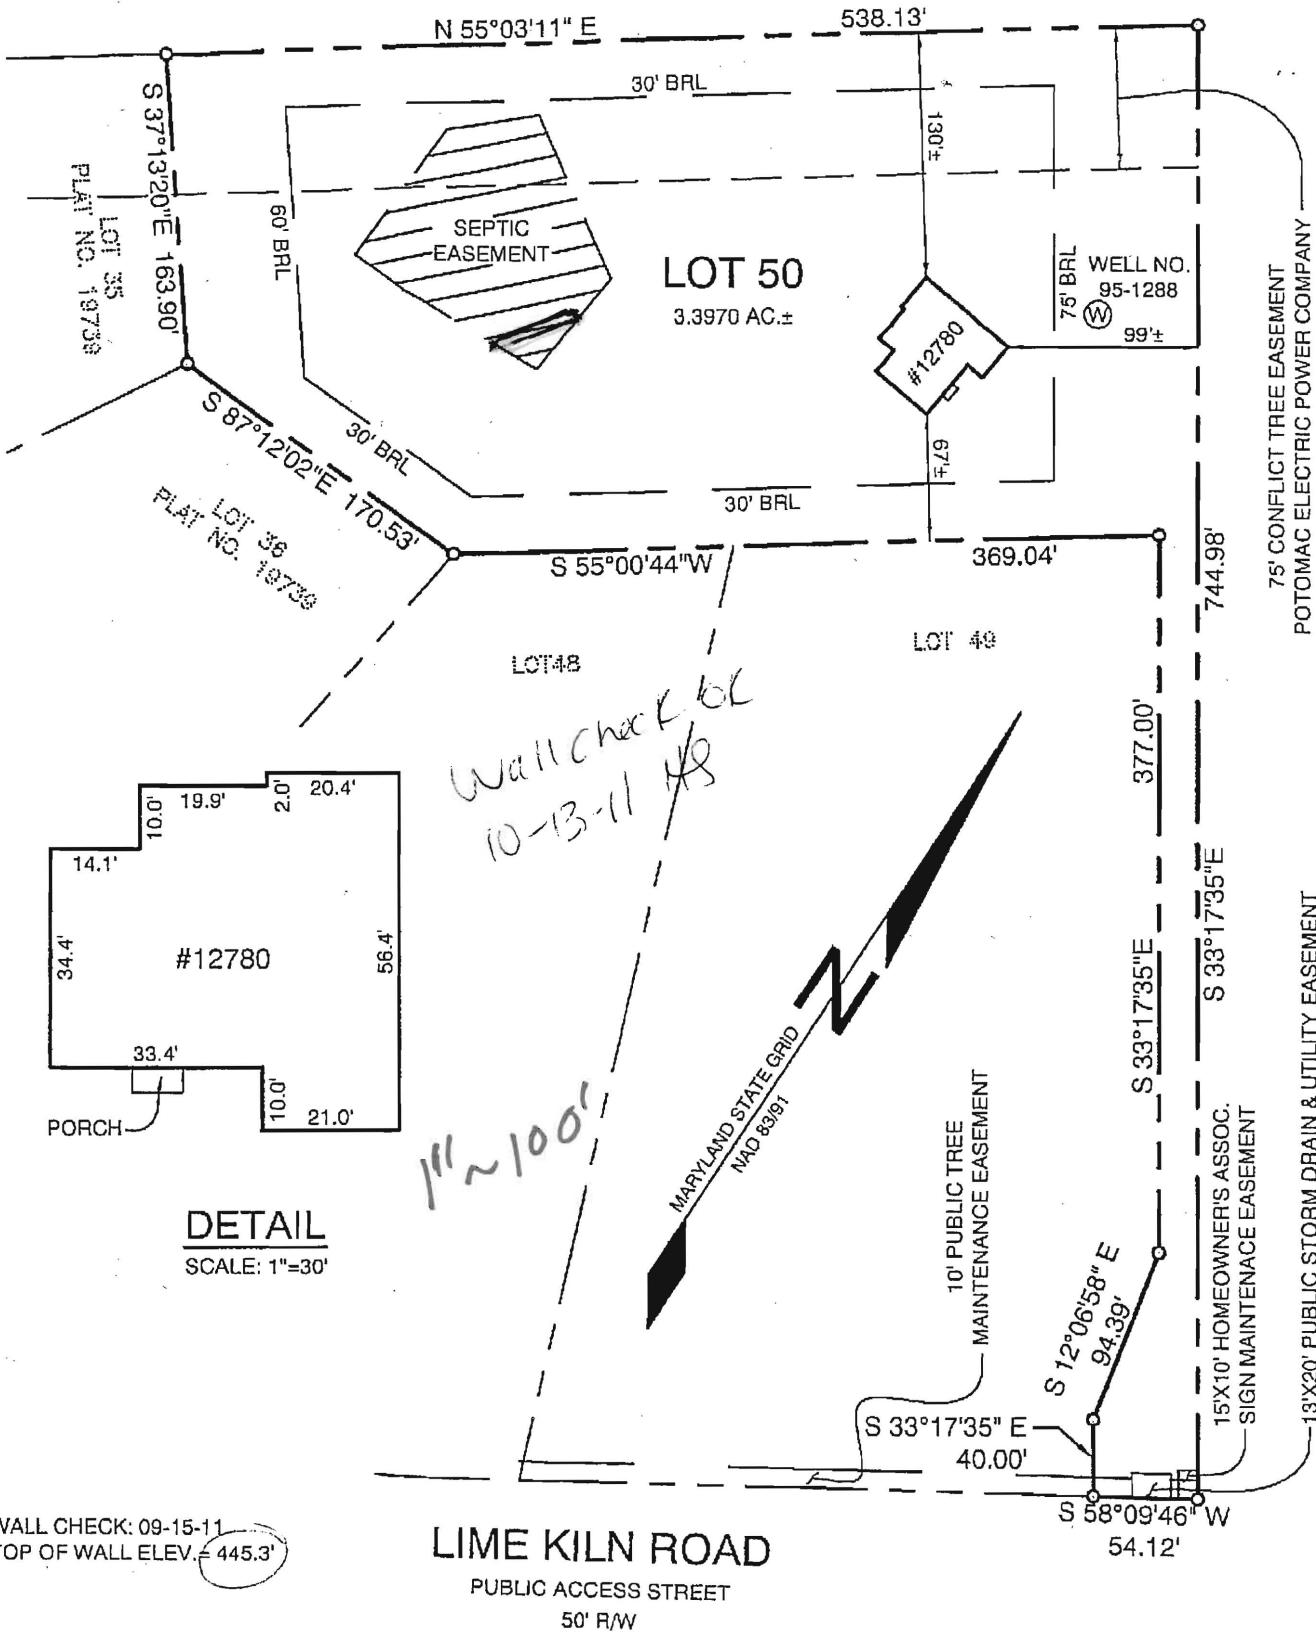 N 55°03'11" E
538.13'
30' BRL
S 37°13'20"E 163.90'
LOT 35
PLAT NO. 19739
60' BRL
SEPTIC
EASEMENT
LOT 50
3.3970 AC.±
130'±
#12780
75' BRL
WELL NO.
95-1288
W
99'±
75' CONFLICT TREE EASEMENT
POTOMAC ELECTRIC POWER COMPANY
S 87°12'02"E 170.53'
30' BRL
67'±
30' BRL
LOT 36
PLAT NO. 19739
S 55°00'44"W
369.04'
744.98'
LOT48
LOT 49
Wall Check OK
10-13-11 HS
377.00'
19.9'
2.0'
20.4'
10.0'
14.1'
34.4'
#12780
56.4'
33.4'
10.0'
21.0'
PORCH
DETAIL
SCALE: 1"=30'
1" ~ 100'
N
MARYLAND STATE GRID
NAD 83/91
S 33°17'35"E
S 33°17'35"E
10' PUBLIC TREE
MAINTENANCE EASEMENT
S 12°06'58" E
94.39'
15'X10' HOMEOWNER'S ASSOC.
SIGN MAINTENACE EASEMENT
13'X20' PUBLIC STORM DRAIN & UTILITY EASEMENT
S 33°17'35" E
40.00'
S 58°09'46" W
54.12'
WALL CHECK: 09-15-11
TOP OF WALL ELEV.= 445.3'
LIME KILN ROAD
PUBLIC ACCESS STREET
50' R/W